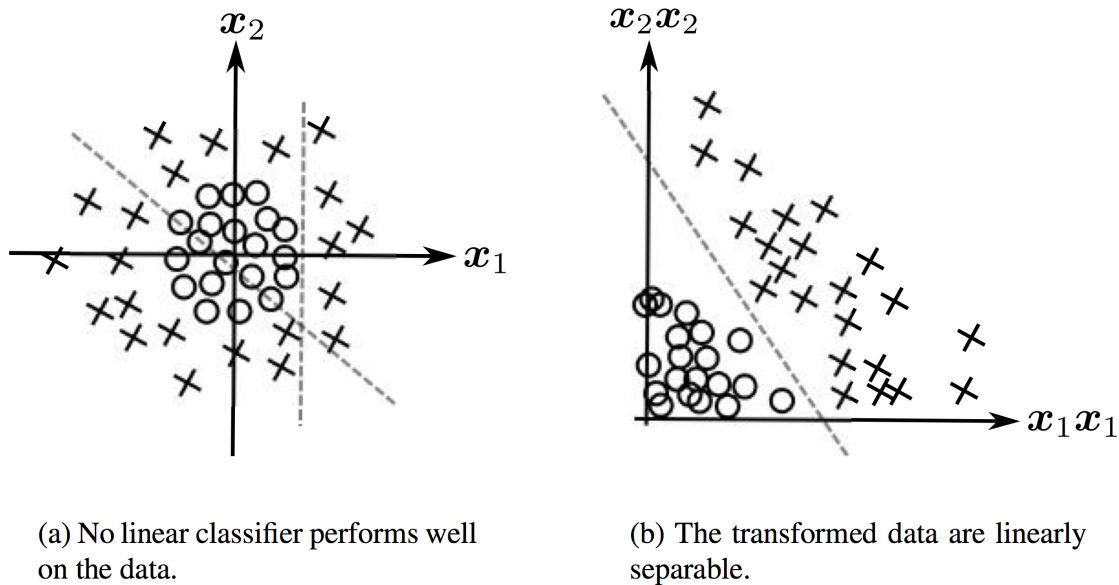 x₂
x₁
(a) No linear classifier performs well
on the data.
x₂x₂
x₁x₁
(b) The transformed data are linearly
separable.